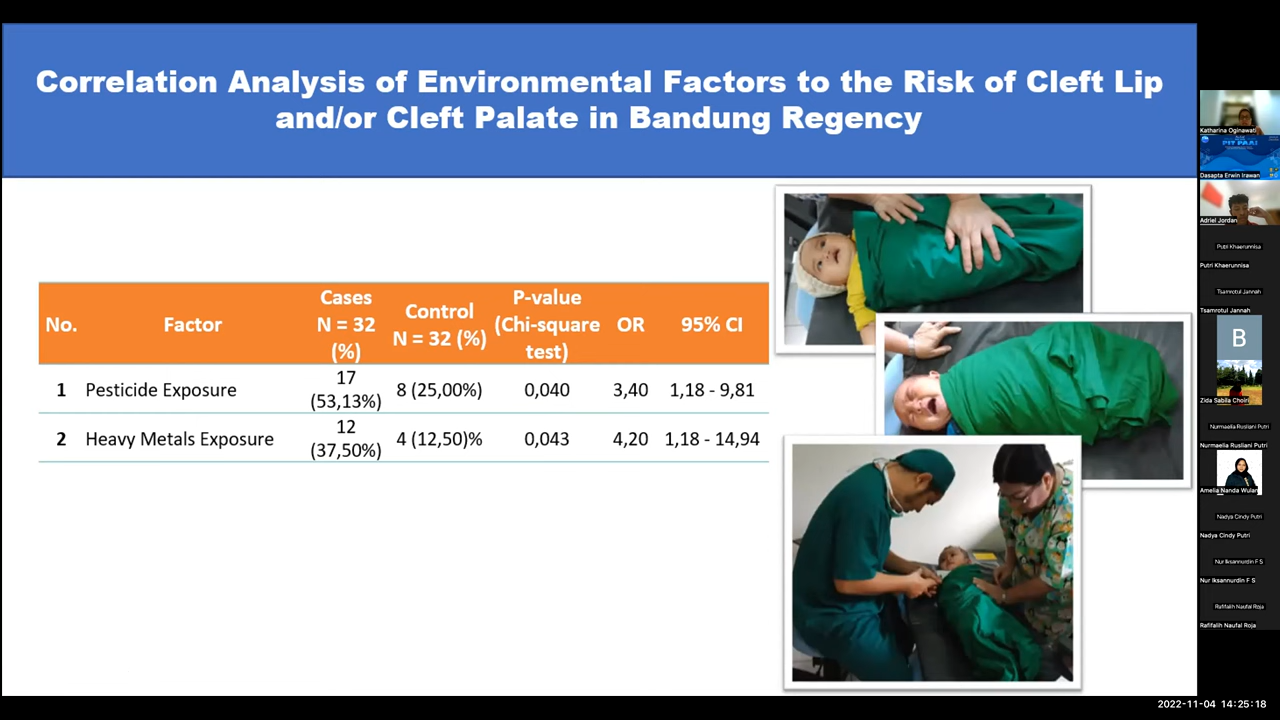 Correlation Analysis of Environmental Factors to the Risk of Cleft Lip
and/or Cleft Palate in Bandung Regency
No. Factor Cases N = 32 (%) Control N = 32 (%) P-value (Chi-square test) OR 95% CI
1 Pesticide Exposure 17 (53,13%) 8 (25,00%) 0,040 3,40 1,18 - 9,81
2 Heavy Metals Exposure 12 (37,50%) 4 (12,50)% 0,043 4,20 1,18 - 14,94
Katharina Oginawati
PIT PAAI
Dasapta Erwin Irawan
Adriel Jordan
Putri Khaerunnisa
Putri Khaerunnisa
Tsamrotul Jannah
Tsamrotul Jannah
B
Zida Sabila Choiri
Nurmaelia Rusliani Putri
Nurmaelia Rusliani Putri
Amelia Nanda Wulan
Nadya Cindy Putri
Nadya Cindy Putri
Nur Iksannurdin F S
Nur Iksannurdin F S
Rafifalih Naufal Roja
Rafifalih Naufal Roja
2022-11-04 14:25:18